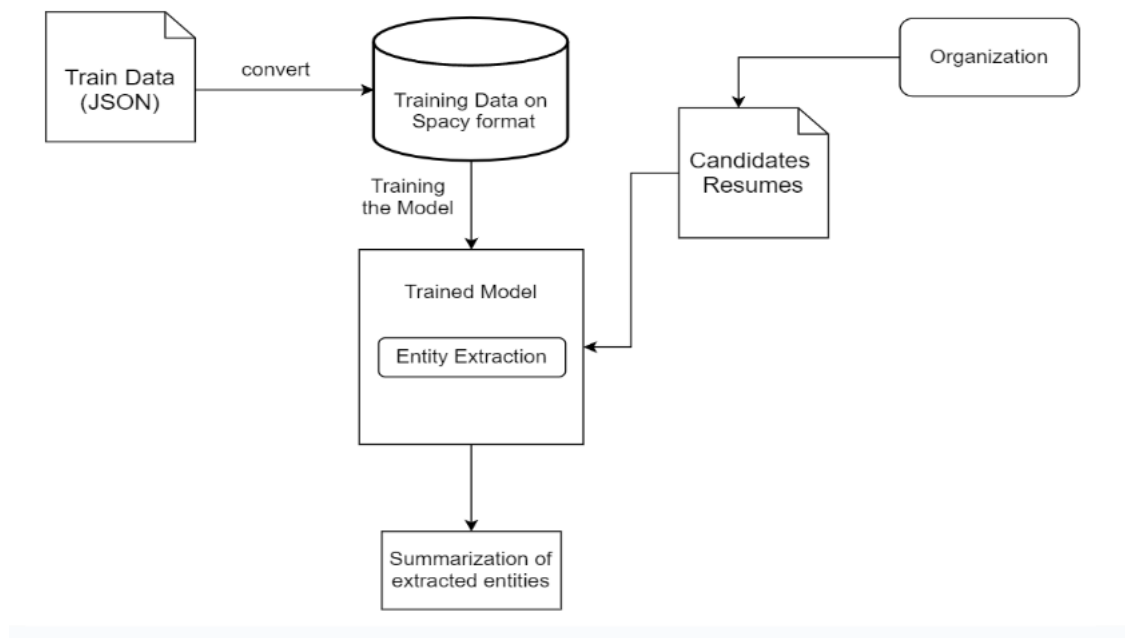 Train Data
(JSON)
convert
Training Data on
Spacy format
Organization
Candidates
Resumes
Training
the Model
Trained Model
Entity Extraction
Summarization of
extracted entities